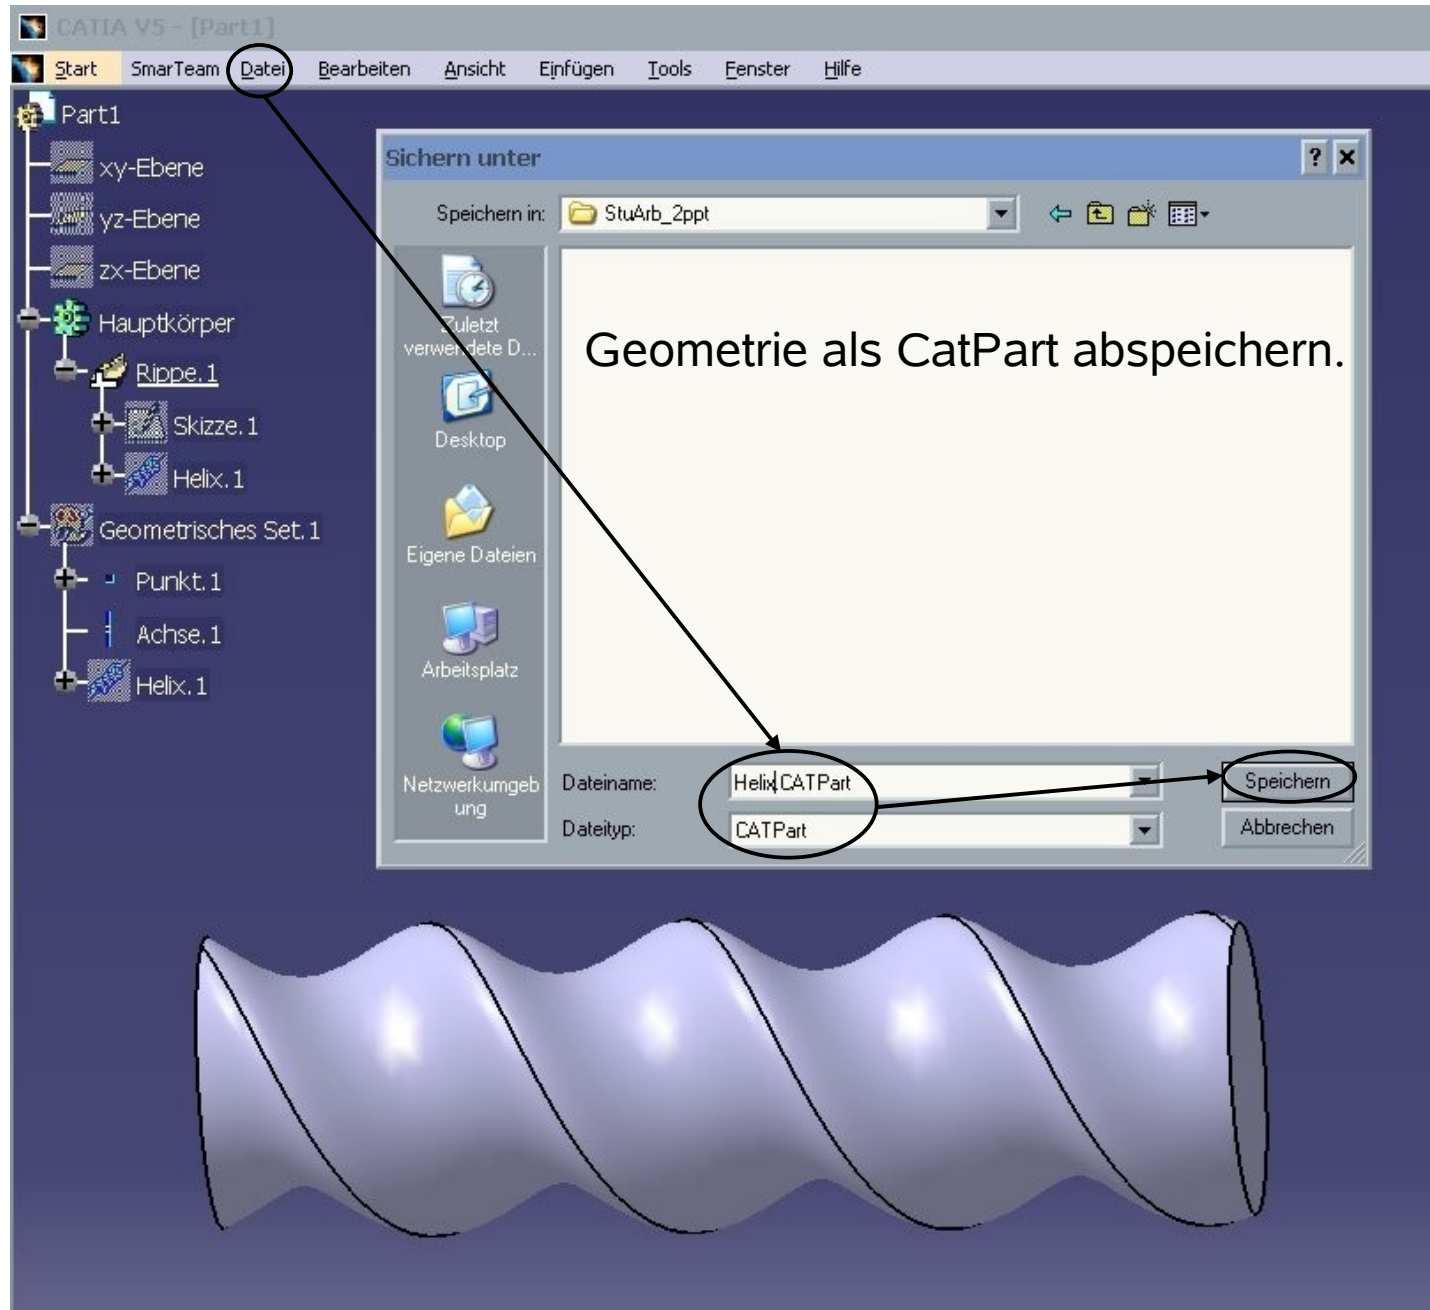 CATIA V5 - [Part1]
Start SmarTeam Datei Bearbeiten Ansicht Einfügen Tools Fenster Hilfe
Part1
xy-Ebene
yz-Ebene
zx-Ebene
Hauptkörper
Rippe.1
Skizze.1
Helix.1
Geometrisches Set.1
Punkt.1
Achse.1
Helix.1
Sichern unter
Speichern in: StuArb_2ppt
Zuletzt
verwendete D...
Desktop
Eigene Dateien
Arbeitsplatz
Netzwerkumgeb
ung
Geometrie als CatPart abspeichern.
Dateiname: Helix.CATPart Speichern
Dateityp: CATPart Abbrechen